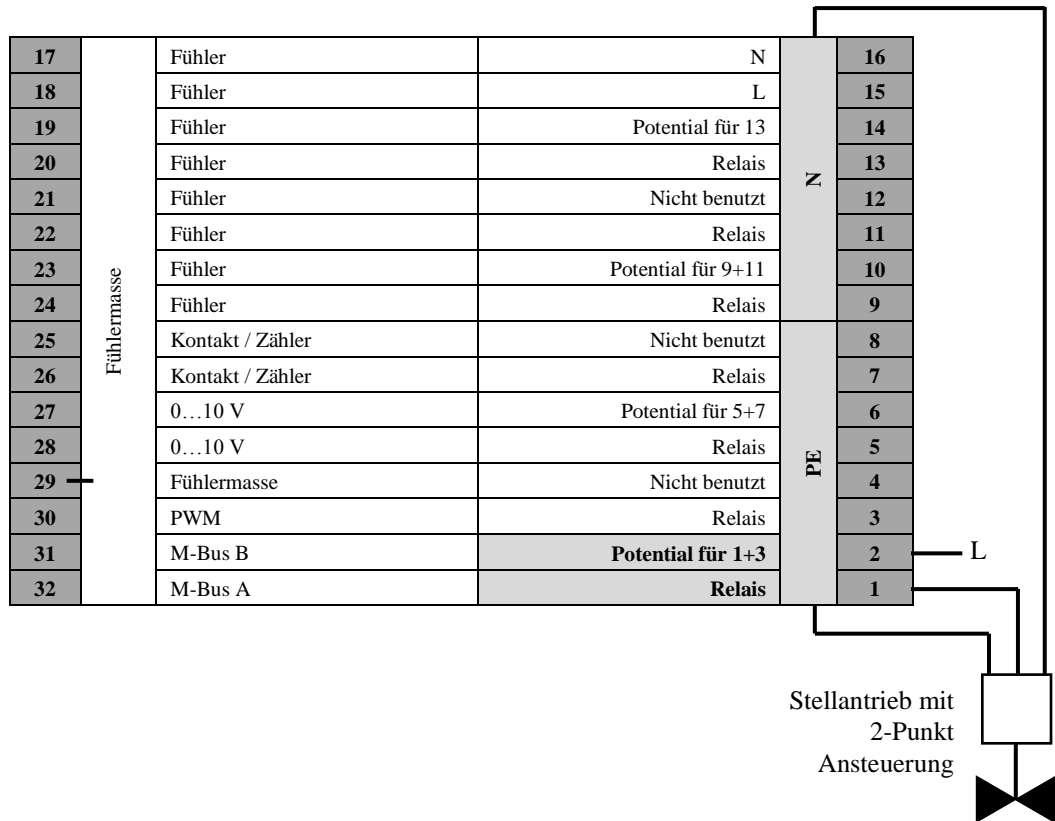 17 Fühler N 16
18 Fühler L 15
19 Fühler Potential für 13 14
20 Fühler Relais 13
21 Fühler Nicht benutzt 12
22 Fühler Relais 11
23 Fühler Potential für 9+11 10
24 Fühler Relais 9
25 Kontakt / Zähler Nicht benutzt 8
26 Kontakt / Zähler Relais 7
27 0…10 V Potential für 5+7 6
28 0…10 V Relais 5
29 Fühlermasse Nicht benutzt 4
30 PWM Relais 3
31 M-Bus B Potential für 1+3 2 L
32 M-Bus A Relais 1
Fühlermasse
N
PE
Stellantrieb mit
2-Punkt
Ansteuerung